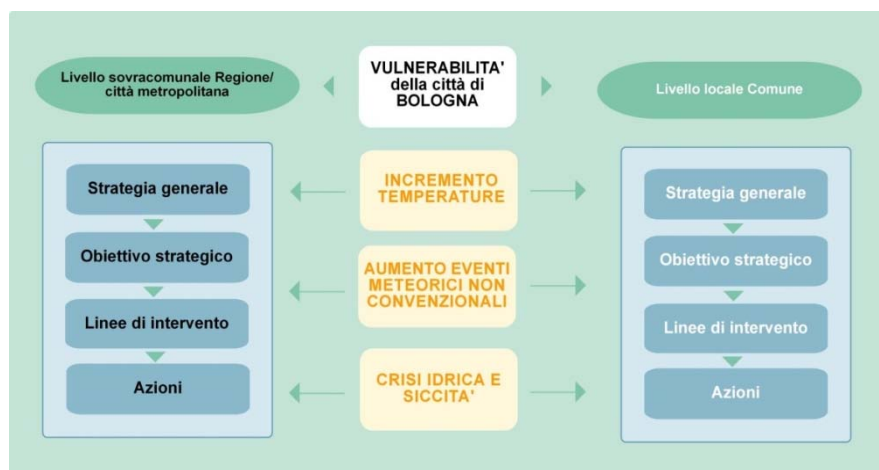 Livello sovracomunale Regione/
città metropolitana
VULNERABILITA'
della città di
BOLOGNA
Livello locale Comune
Strategia generale
Obiettivo strategico
Linee di intervento
Azioni
INCREMENTO
TEMPERATURE
AUMENTO EVENTI
METEORICI NON
CONVENZIONALI
CRISI IDRICA E
SICCITA'
Strategia generale
Obiettivo strategico
Linee di intervento
Azioni